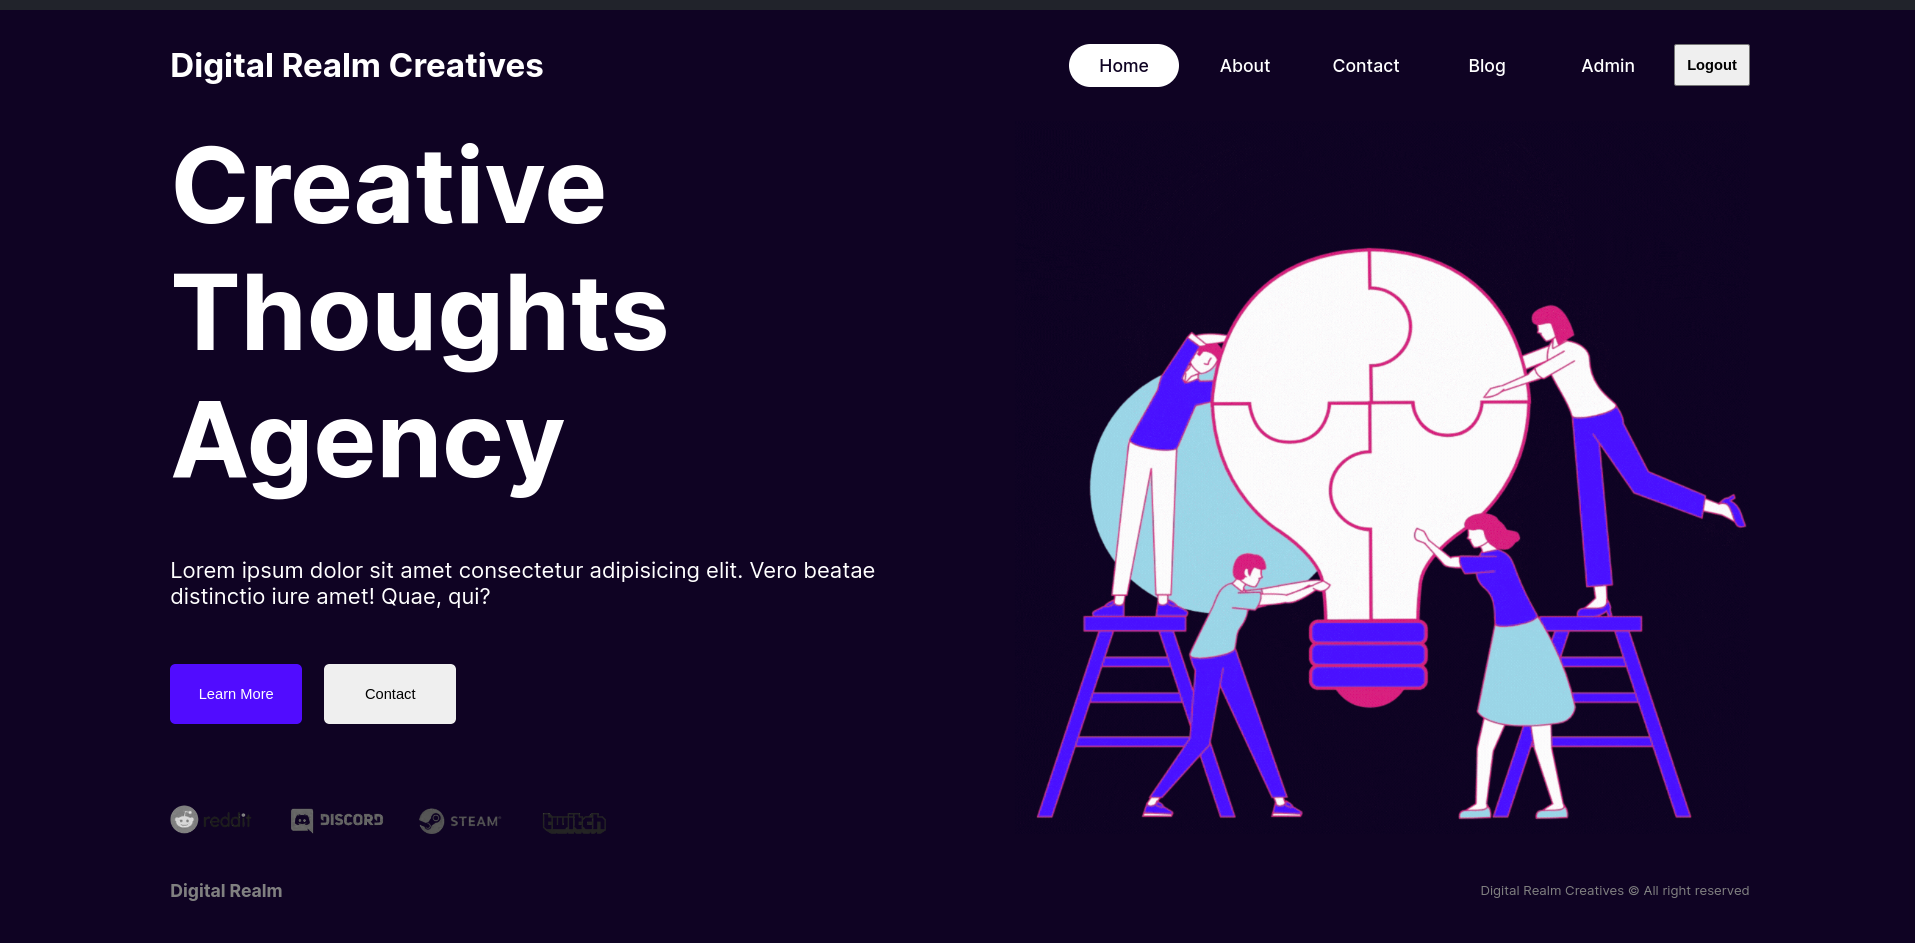 Digital Realm Creatives
Home About Contact Blog Admin Logout
Creative
Thoughts
Agency
Lorem ipsum dolor sit amet consectetur adipisicing elit. Vero beatae
distinctio iure amet! Quae, qui?
Learn More Contact
reddit DISCORD STEAM twitch
Digital Realm
Digital Realm Creatives © All right reserved